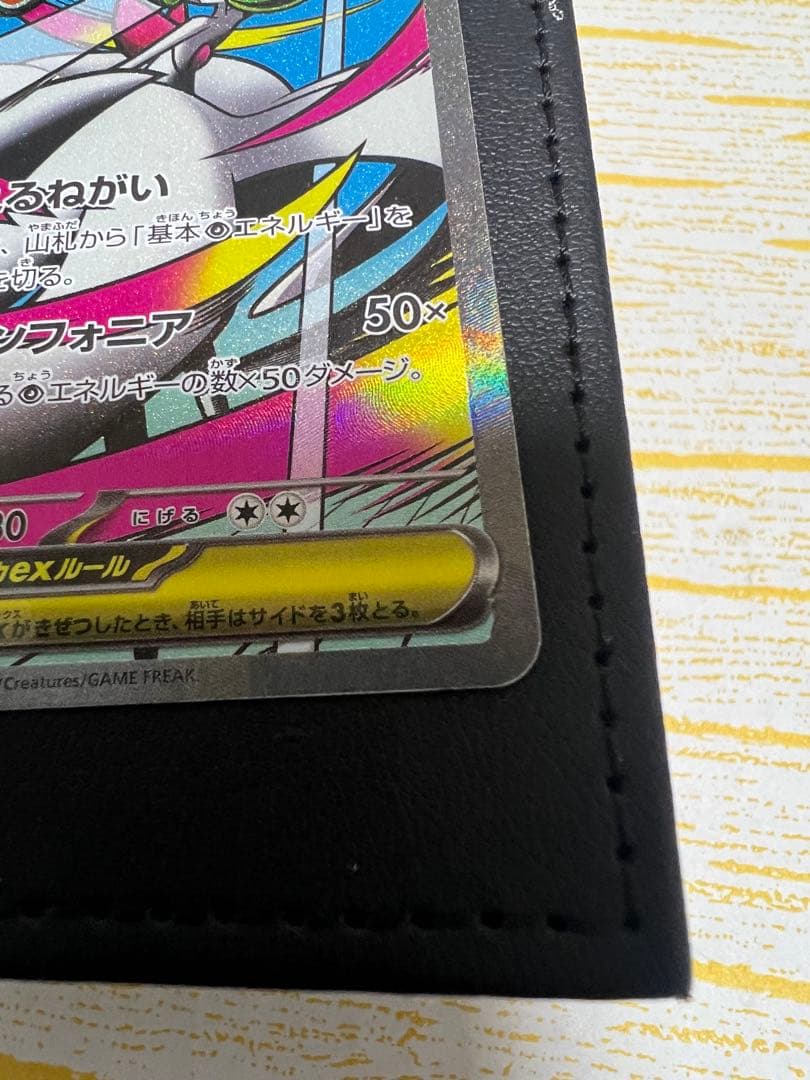 るねがい
、山札から「基本エネルギー」を
を切る。
ンフォニア 50×
るエネルギーの数×50ダメージ。
30 にげる
exルール
がきぜつしたとき、相手はサイドを3枚とる。
/Creatures/GAME FREAK.